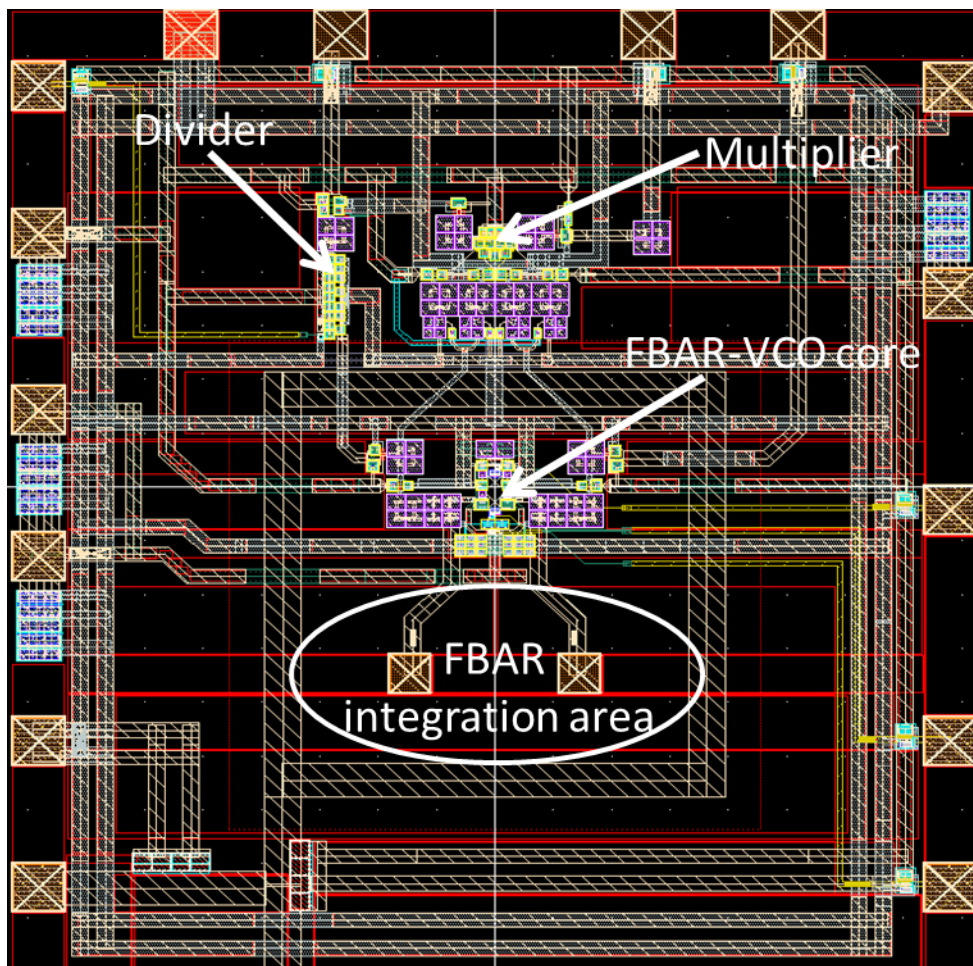 Divider
Multiplier
FBAR-VCO core
FBAR
integration area